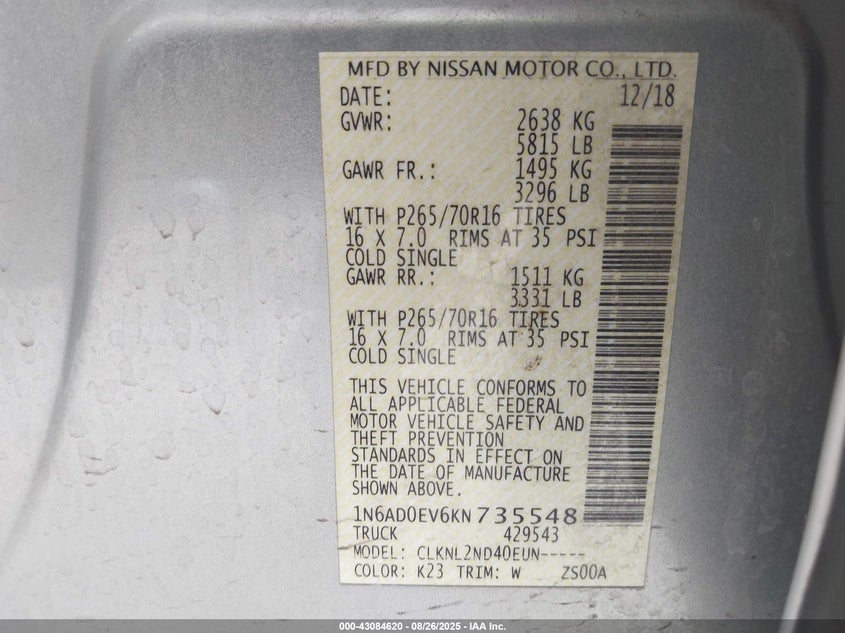 MFD BY NISSAN MOTOR CO., LTD.
DATE: 12/18
GVWR: 2638 KG
5815 LB
GAWR FR.: 1495 KG
3296 LB
WITH P265/70R16 TIRES
16 X 7.0 RIMS AT 35 PSI
COLD SINGLE
GAWR RR.: 1511 KG
3331 LB
WITH P265/70R16 TIRES
16 X 7.0 RIMS AT 35 PSI
COLD SINGLE
THIS VEHICLE CONFORMS TO
ALL APPLICABLE FEDERAL
MOTOR VEHICLE SAFETY AND
THEFT PREVENTION
STANDARDS IN EFFECT ON
THE DATE OF MANUFACTURE
SHOWN ABOVE.
1N6AD0EV6KN735548
TRUCK 429543
MODEL: CLKNL2ND40EUN-----
COLOR: K23 TRIM: W ZS00A
000-43084620 - 08/26/2025 - IAA Inc.